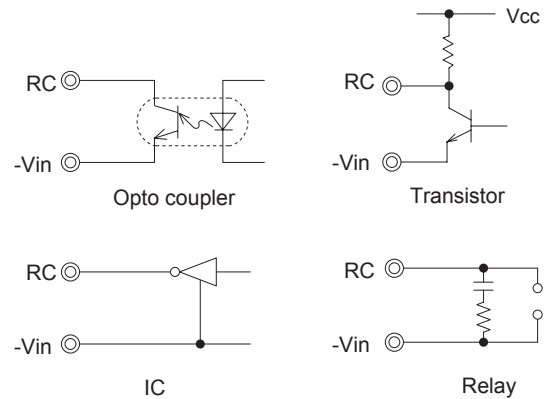 RC
-Vin
Opto coupler
Vcc
RC
-Vin
Transistor
RC
-Vin
IC
RC
-Vin
Relay